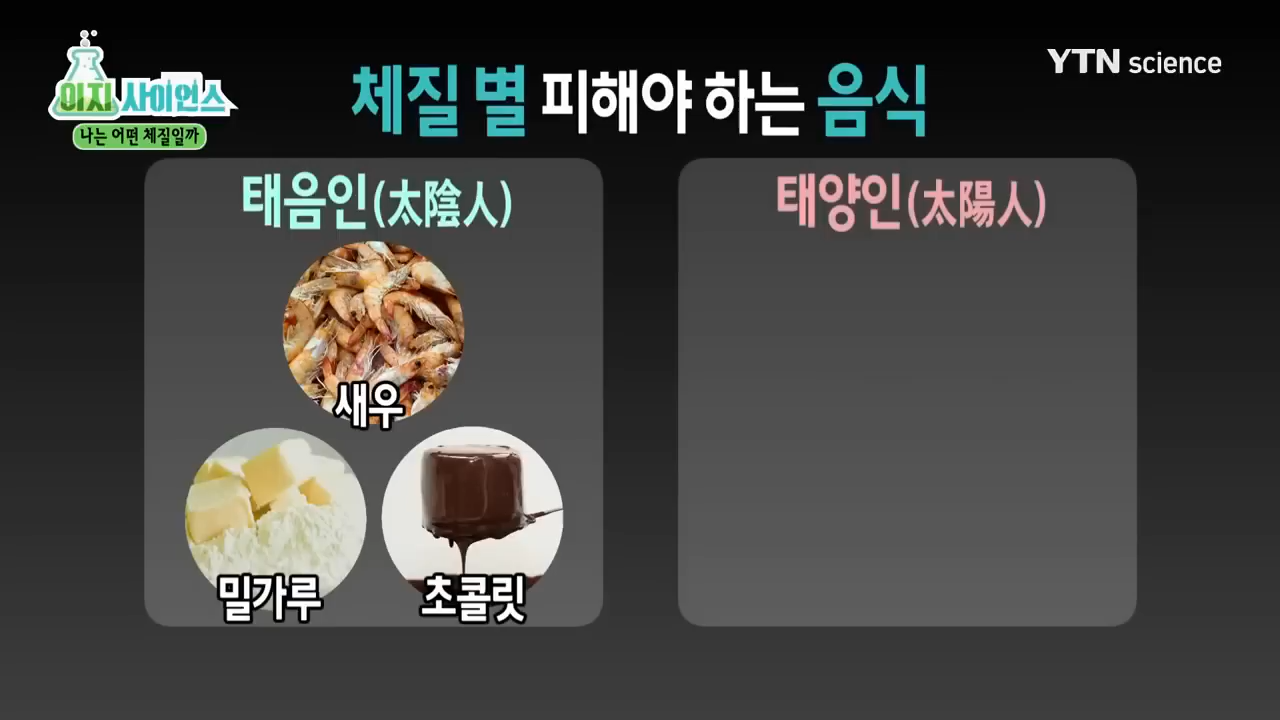 이지 사이언스
나는 어떤 체질일까
YTN science
체질 별 피해야 하는 음식
태음인(太陰人)
새우
밀가루
초콜릿
태양인(太陽人)